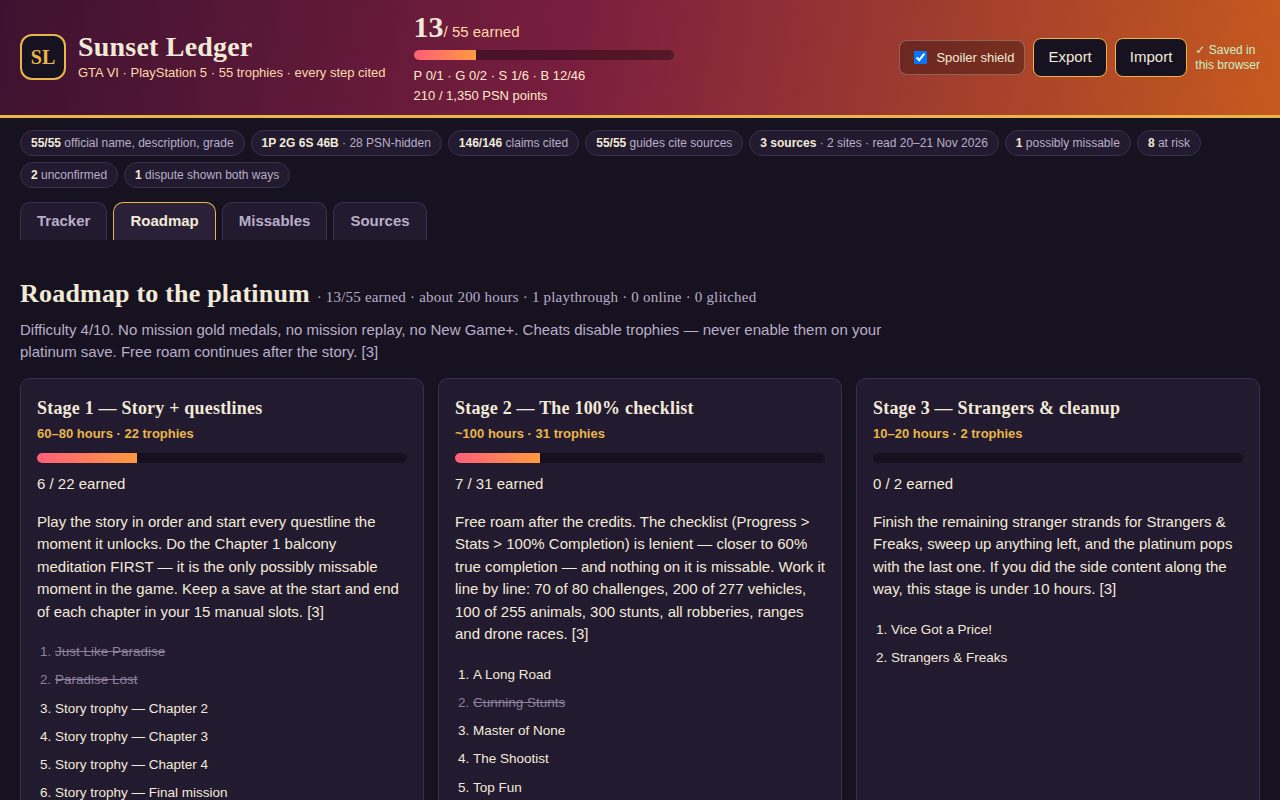 SL
Sunset Ledger
GTA VI · PlayStation 5 · 55 trophies · every step cited
13/ 55 earned
P 0/1 · G 0/2 · S 1/6 · B 12/46
210 / 1,350 PSN points
Spoiler shield
Export
Import
✓ Saved in
this browser
55/55 official name, description, grade
1P 2G 6S 46B · 28 PSN-hidden
146/146 claims cited
55/55 guides cite sources
3 sources · 2 sites · read 20–21 Nov 2026
1 possibly missable
8 at risk
2 unconfirmed
1 dispute shown both ways
Tracker
Roadmap
Missables
Sources
Roadmap to the platinum · 13/55 earned · about 200 hours · 1 playthrough · 0 online · 0 glitched
Difficulty 4/10. No mission gold medals, no mission replay, no New Game+. Cheats disable trophies — never enable them on your
platinum save. Free roam continues after the story. [3]
Stage 1 — Story + questlines
60–80 hours · 22 trophies
6 / 22 earned
Play the story in order and start every questline the
moment it unlocks. Do the Chapter 1 balcony
meditation FIRST — it is the only possibly missable
moment in the game. Keep a save at the start and end
of each chapter in your 15 manual slots. [3]
1. Just Like Paradise
2. Paradise Lost
3. Story trophy — Chapter 2
4. Story trophy — Chapter 3
5. Story trophy — Chapter 4
6. Story trophy — Final mission
Stage 2 — The 100% checklist
~100 hours · 31 trophies
7 / 31 earned
Free roam after the credits. The checklist (Progress >
Stats > 100% Completion) is lenient — closer to 60%
true completion — and nothing on it is missable. Work it
line by line: 70 of 80 challenges, 200 of 277 vehicles,
100 of 255 animals, 300 stunts, all robberies, ranges
and drone races. [3]
1. A Long Road
2. Cunning Stunts
3. Master of None
4. The Shootist
5. Top Fun
Stage 3 — Strangers & cleanup
10–20 hours · 2 trophies
0 / 2 earned
Finish the remaining stranger strands for Strangers &
Freaks, sweep up anything left, and the platinum pops
with the last one. If you did the side content along the
way, this stage is under 10 hours. [3]
1. Vice Got a Price!
2. Strangers & Freaks